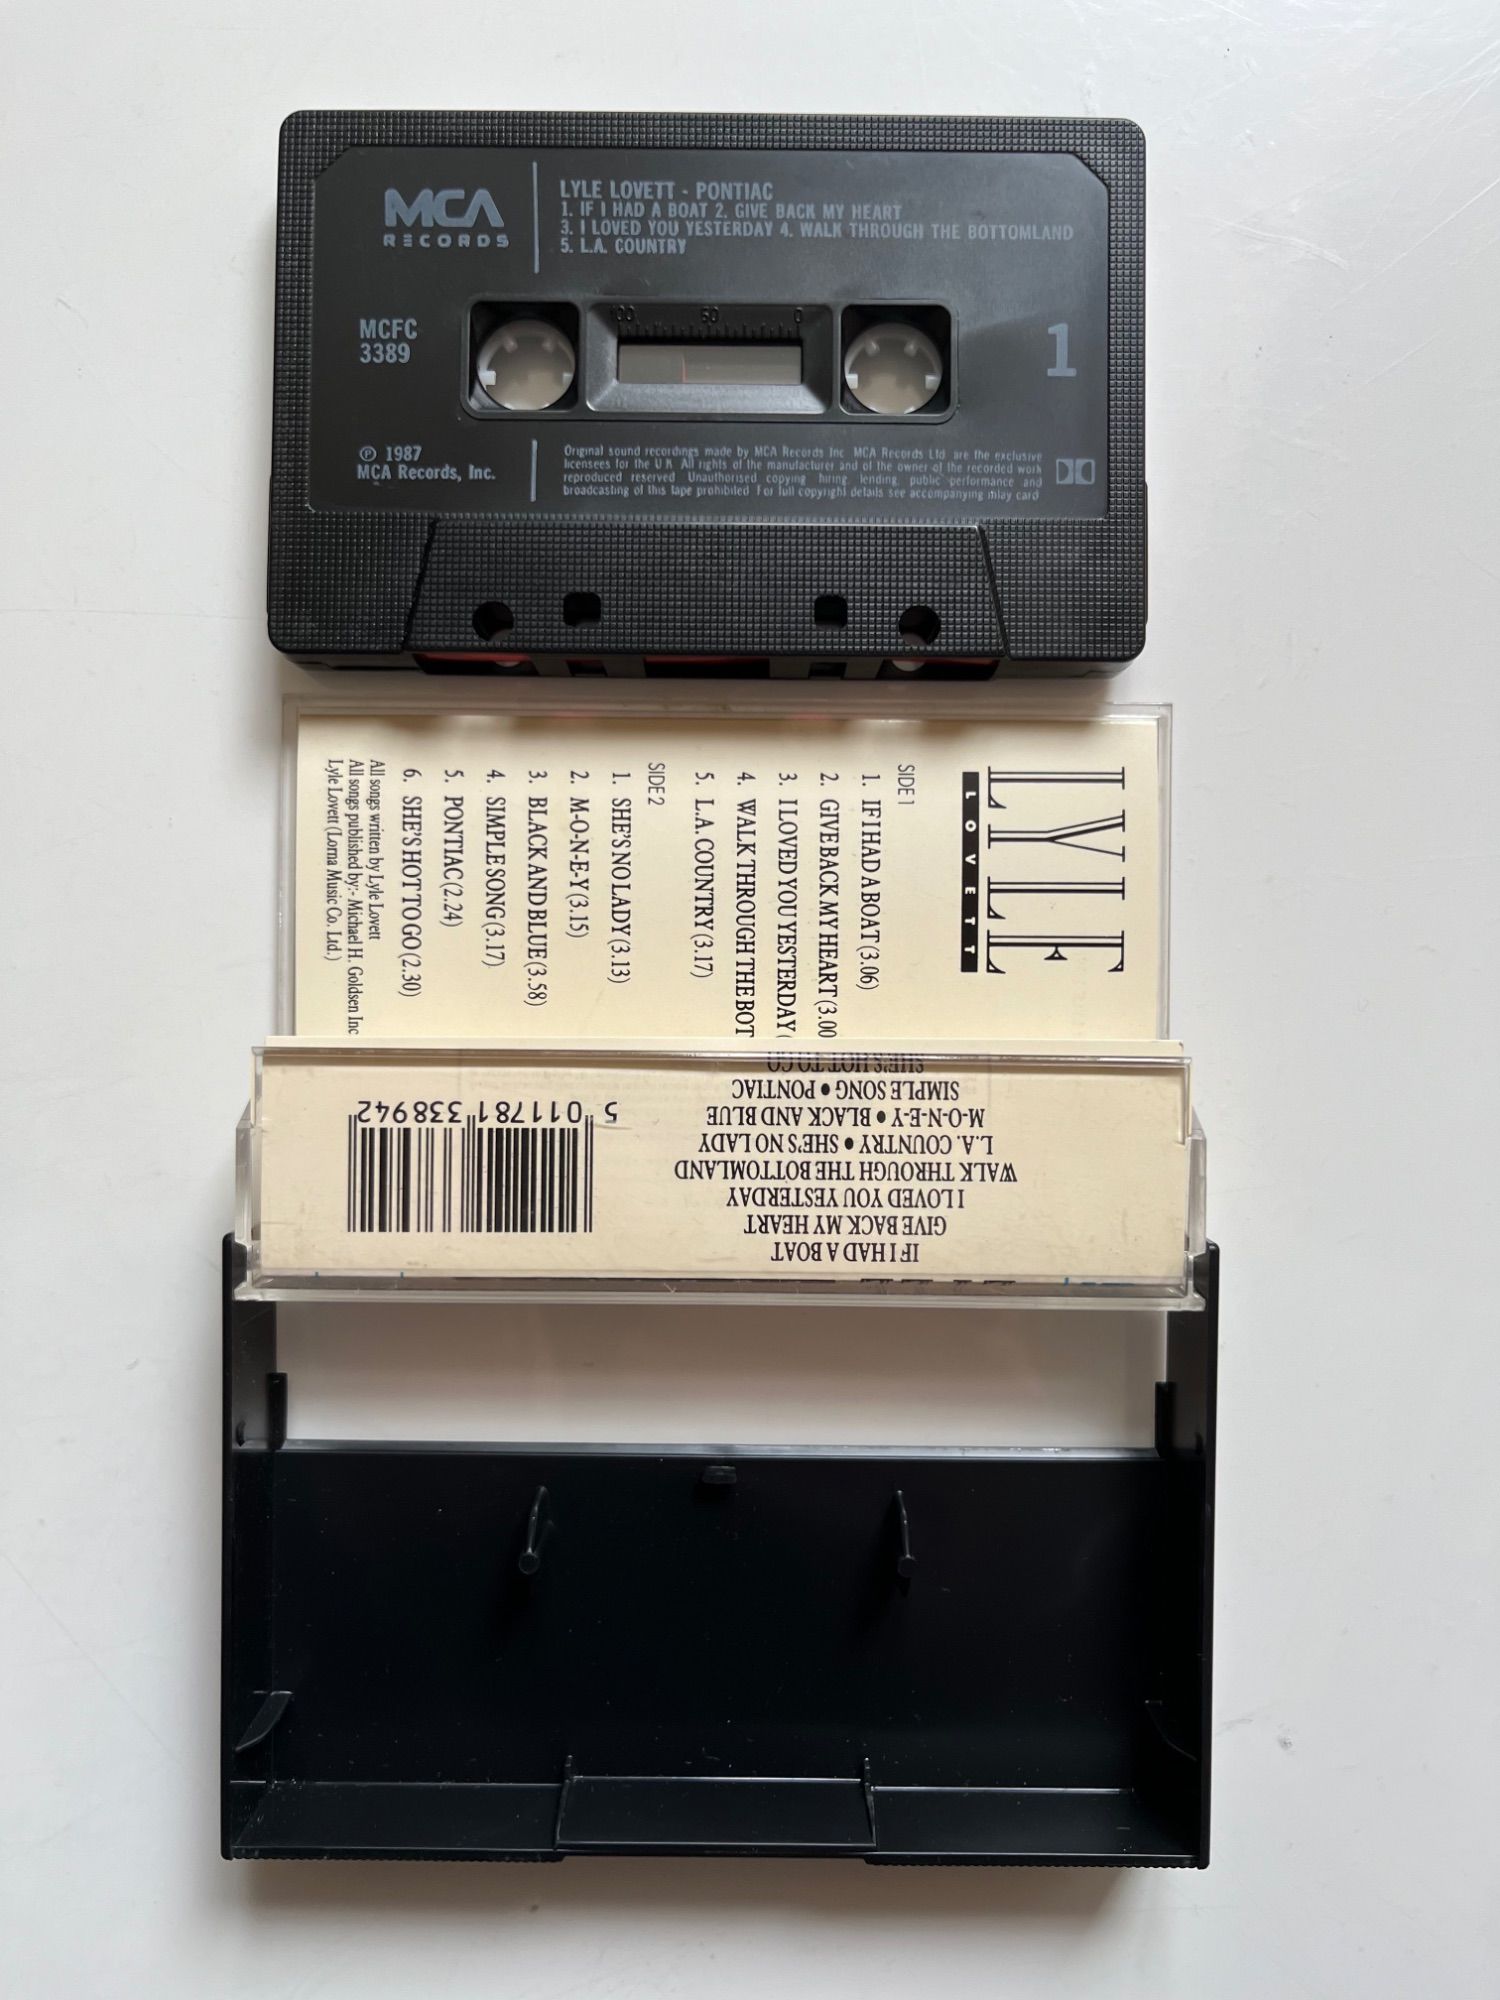 MCA
RECORDS
LYLE LOVETT - PONTIAC
1. IF I HAD A BOAT 2. GIVE BACK MY HEART
3. I LOVED YOU YESTERDAY 4. WALK THROUGH THE BOTTOMLAND
5. L.A. COUNTRY
100 50 0
MCFC
3389
1
℗ 1987
MCA Records, Inc.
Original sound recordings made by MCA Records Inc. MCA Records Ltd are the exclusive
licensees for the U K All rights of the manufacturer and of the owner of the recorded work
reproduced reserved Unauthorised copying hiring, lending, public performance and
broadcasting of this tape prohibited For full copyright details see accompanying inlay card
LYLE
LOVETT
SIDE 1
1. IF I HAD A BOAT (3.06)
2. GIVE BACK MY HEART (3.00
3. I LOVED YOU YESTERDAY (
4. WALK THROUGH THE BOT
5. L.A. COUNTRY (3.17)
SIDE 2
1. SHE'S NO LADY (3.13)
2. M-O-N-E-Y (3.15)
3. BLACK AND BLUE (3.58)
4. SIMPLE SONG (3.17)
5. PONTIAC (2.24)
6. SHE'S HOT TO GO (2.30)
All songs written by Lyle Lovett
All songs published by:- Michael H. Goldsen Inc
Lyle Lovett (Lorna Music Co. Ltd.)
IF I HAD A BOAT
GIVE BACK MY HEART
I LOVED YOU YESTERDAY
WALK THROUGH THE BOTTOMLAND
L.A. COUNTRY • SHE'S NO LADY
M-O-N-E-Y • BLACK AND BLUE
SIMPLE SONG • PONTIAC
SHE'S HOT TO GO
5 011781 338942